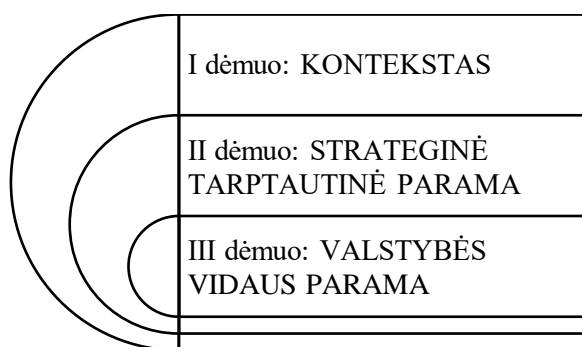 I dėmuo: KONTEKSTAS
II dėmuo: STRATEGINĖ
TARPTAUTINĖ PARAMA
III dėmuo: VALSTYBĖS
VIDAUS PARAMA